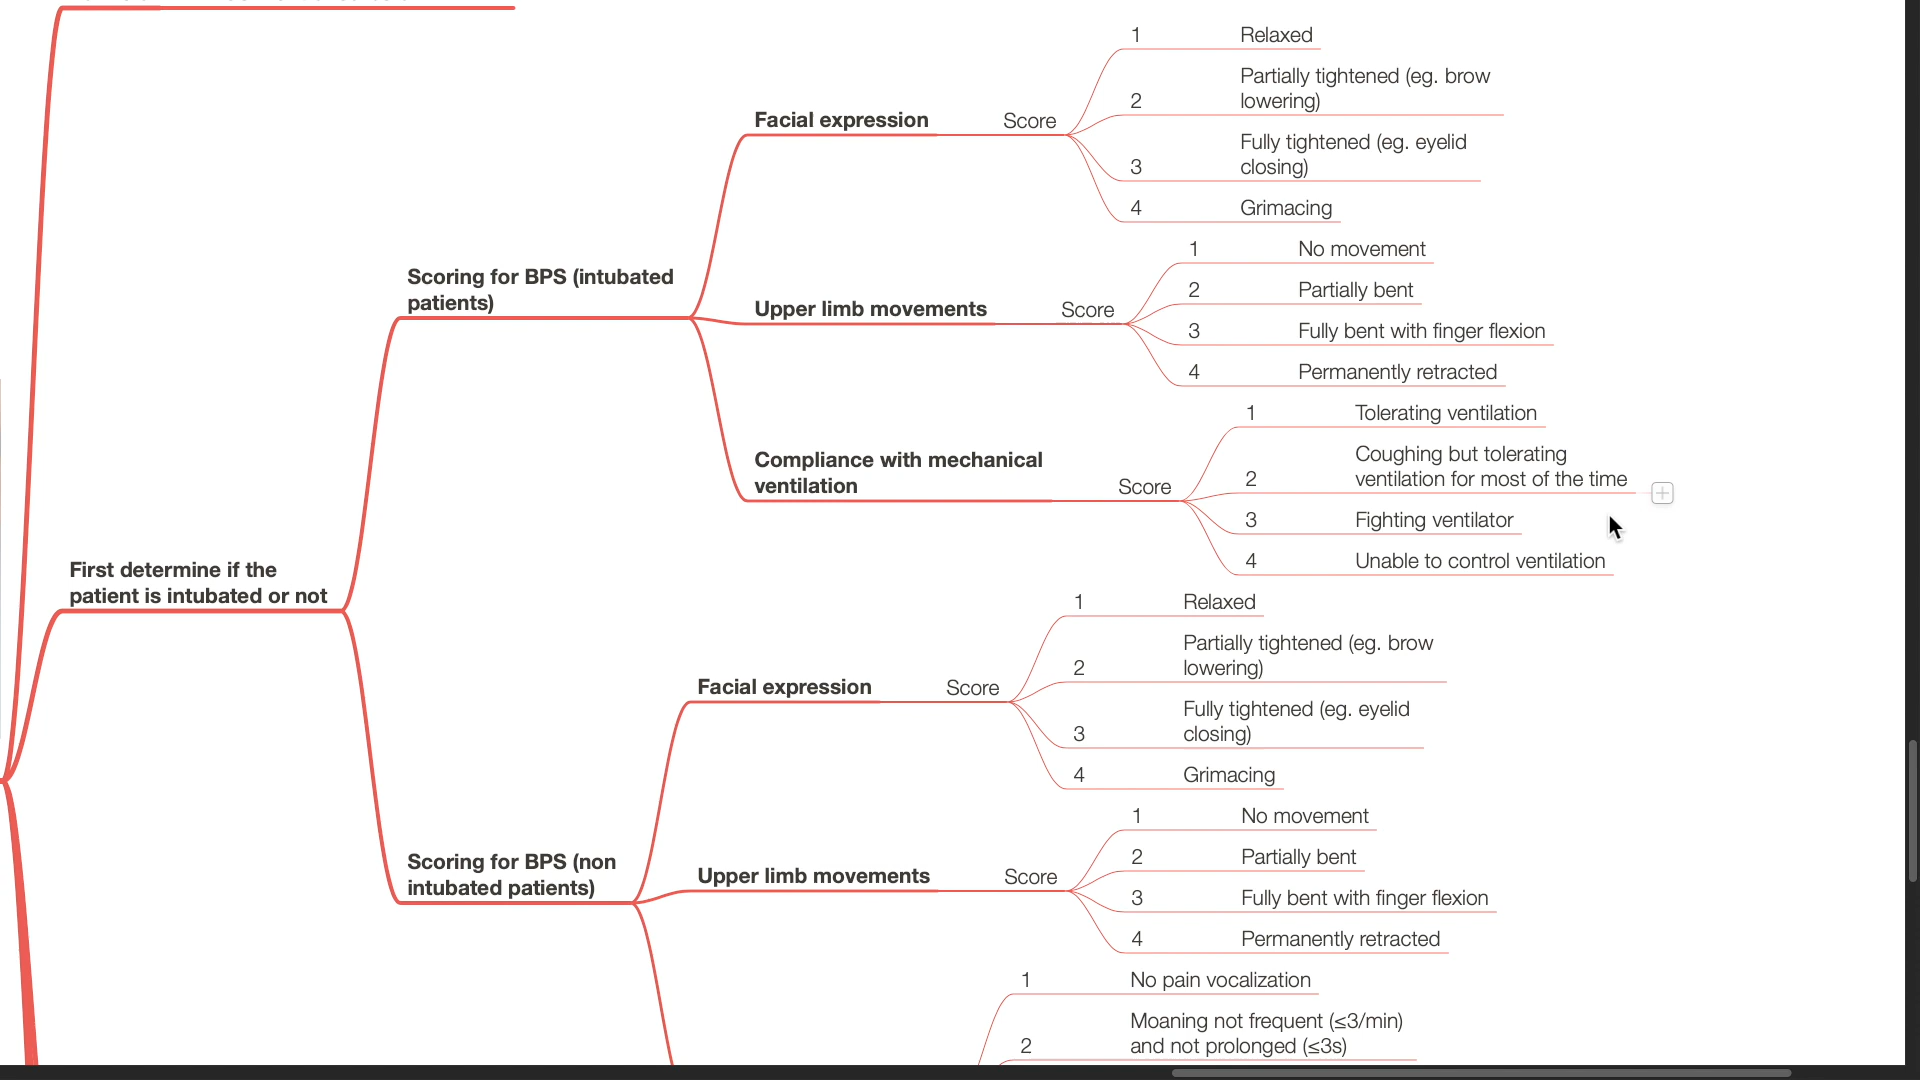 First determine if the
patient is intubated or not
Scoring for BPS (intubated
patients)
Facial expression
Score
1 Relaxed
2 Partially tightened (eg. brow
lowering)
3 Fully tightened (eg. eyelid
closing)
4 Grimacing
Upper limb movements
Score
1 No movement
2 Partially bent
3 Fully bent with finger flexion
4 Permanently retracted
Compliance with mechanical
ventilation
Score
1 Tolerating ventilation
2 Coughing but tolerating
ventilation for most of the time
3 Fighting ventilator
4 Unable to control ventilation
Scoring for BPS (non
intubated patients)
Facial expression
Score
1 Relaxed
2 Partially tightened (eg. brow
lowering)
3 Fully tightened (eg. eyelid
closing)
4 Grimacing
Upper limb movements
Score
1 No movement
2 Partially bent
3 Fully bent with finger flexion
4 Permanently retracted
1 No pain vocalization
2 Moaning not frequent (≤3/min)
and not prolonged (≤3s)